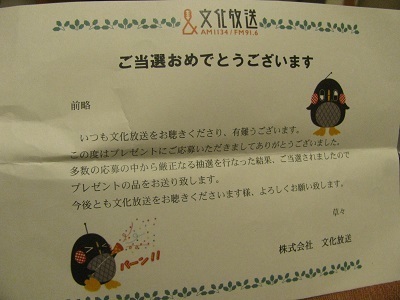 文化放送
AM1134/FM91.6
ご当選おめでとうございます
前略
いつも文化放送をお聴きくださり、有難うございます。
この度はプレゼントにご応募いただきましてありがとうございました。
多数の応募の中から厳正なる抽選を行なった結果、ご当選されましたので
プレゼントの品をお送り致します。
今後とも文化放送をお聴きくださいます様、よろしくお願い致します。
草々
株式会社　文化放送
パーン!!